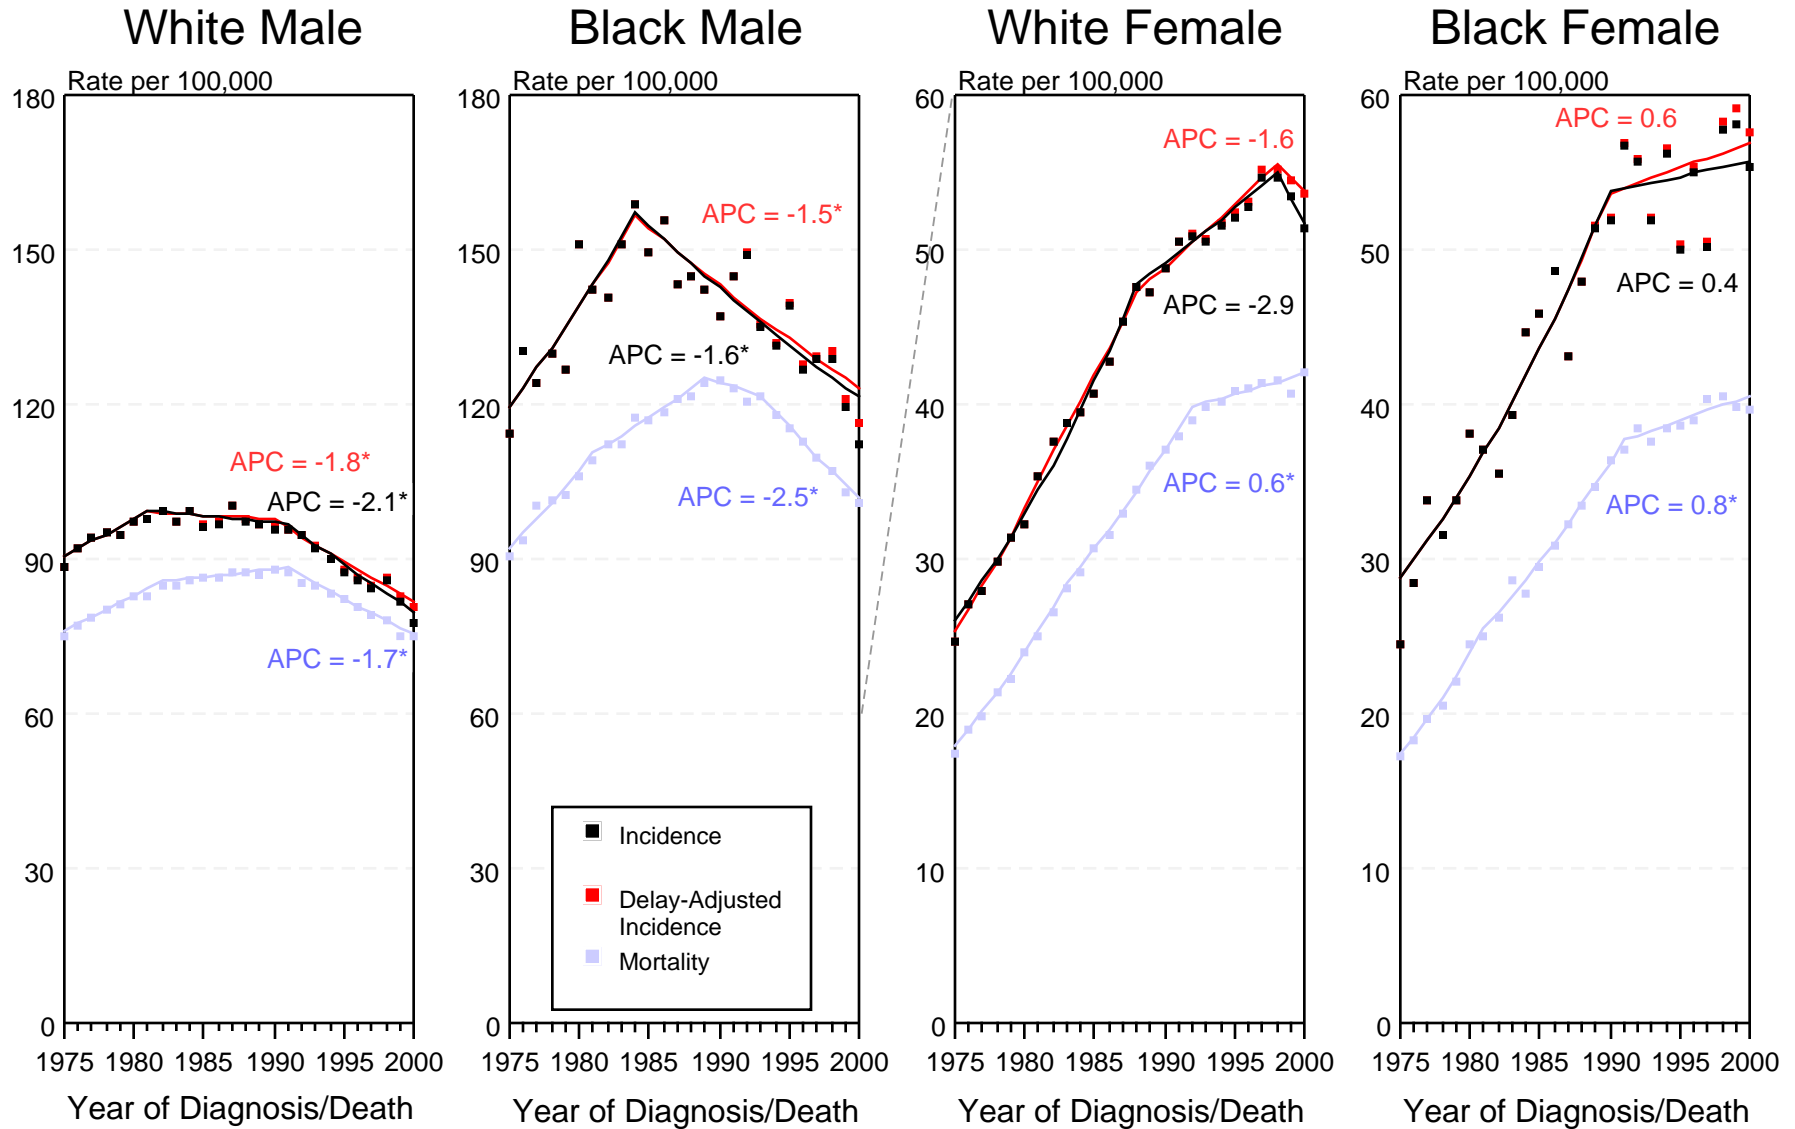 White Male
Black Male
White Female
Black Female
Rate per 100,000
Rate per 100,000
Rate per 100,000
Rate per 100,000
180
150
120
90
60
30
0
APC = -1.8*
APC = -2.1*
APC = -1.7*
1975 1980 1985 1990 1995 2000
Year of Diagnosis/Death
180
150
120
90
60
30
0
APC = -1.5*
APC = -1.6*
APC = -2.5*
Incidence
Delay-Adjusted
Incidence
Mortality
1975 1980 1985 1990 1995 2000
Year of Diagnosis/Death
60
50
40
30
20
10
0
APC = -1.6
APC = -2.9
APC = 0.6*
1975 1980 1985 1990 1995 2000
Year of Diagnosis/Death
60
50
40
30
20
10
0
APC = 0.6
APC = 0.4
APC = 0.8*
1975 1980 1985 1990 1995 2000
Year of Diagnosis/Death